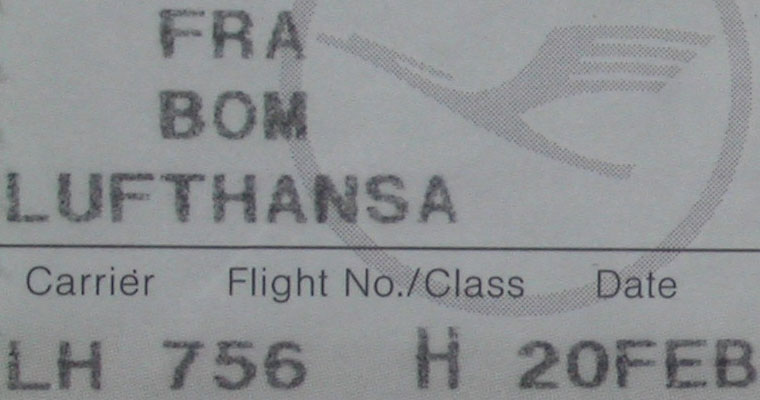 FRA
BOM
LUFTHANSA
Carrier Flight No./Class Date
LH 756 H 20FEB